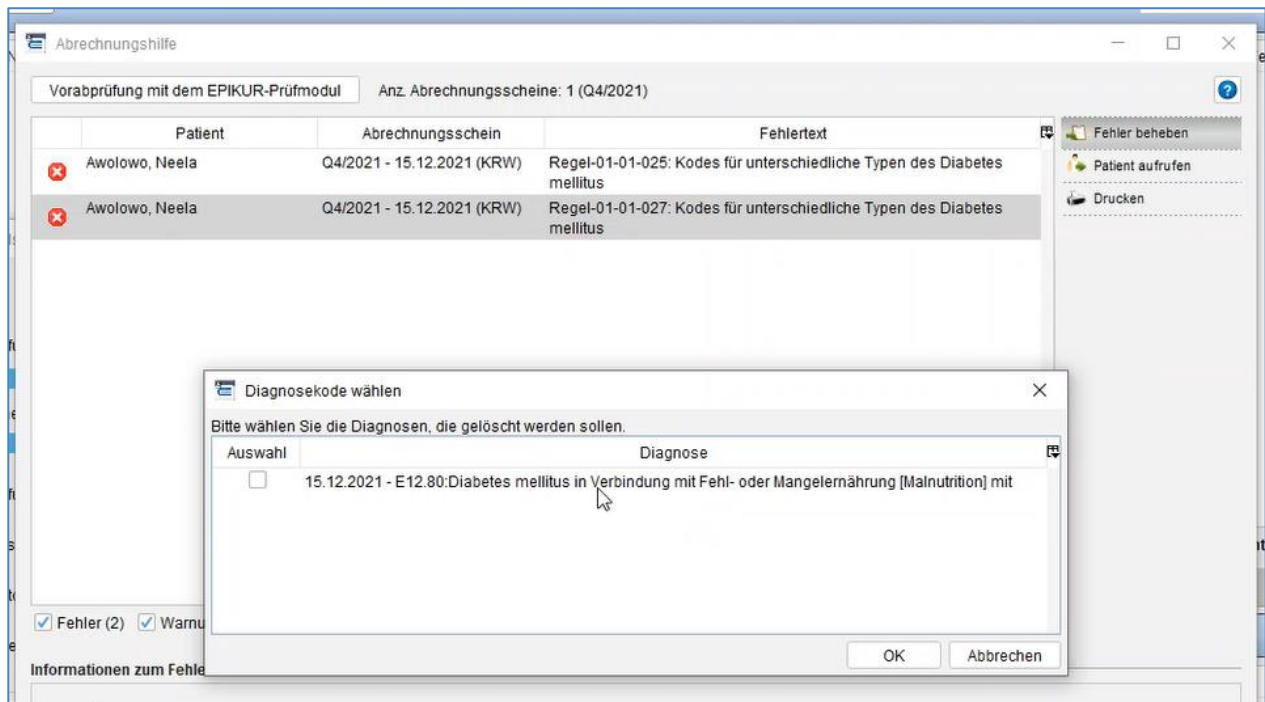 Abrechnungshilfe
Vorabprüfung mit dem EPIKUR-Prüfmodul Anz. Abrechnungsscheine: 1 (Q4/2021)
Patient Abrechnungsschein Fehlertext
Awolowo, Neela Q4/2021 - 15.12.2021 (KRW) Regel-01-01-025: Kodes für unterschiedliche Typen des Diabetes
mellitus
Awolowo, Neela Q4/2021 - 15.12.2021 (KRW) Regel-01-01-027: Kodes für unterschiedliche Typen des Diabetes
mellitus
Fehler beheben
Patient aufrufen
Drucken
Diagnosekode wählen
Bitte wählen Sie die Diagnosen, die gelöscht werden sollen.
Auswahl Diagnose
15.12.2021 - E12.80:Diabetes mellitus in Verbindung mit Fehl- oder Mangelernährung [Malnutrition] mit
OK Abbrechen
Fehler (2) Warnu
Informationen zum Fehle